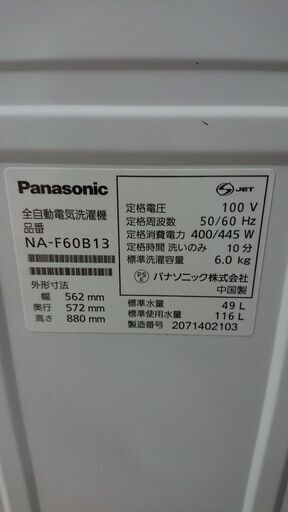 Panasonic
全自動電気洗濯機
品番
NA-F60B13
外形寸法
幅 562 mm
奥行 572 mm
高さ 880 mm
JET
定格電圧 100 V
定格周波数 50/60 Hz
定格消費電力 400/445 W
定格時間 洗いのみ 10分
標準洗濯容量 6.0 kg
PS E パナソニック株式会社
中国製
標準水量 49 L
標準使用水量 116 L
製造番号 2071402103